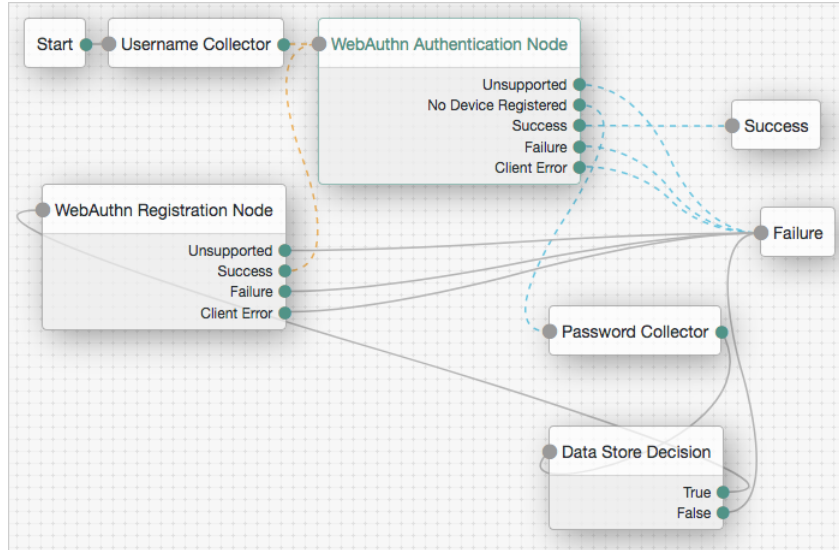 Start
Username Collector
WebAuthn Authentication Node
Unsupported
No Device Registered
Success
Failure
Client Error
Success
WebAuthn Registration Node
Unsupported
Success
Failure
Client Error
Failure
Password Collector
Data Store Decision
True
False